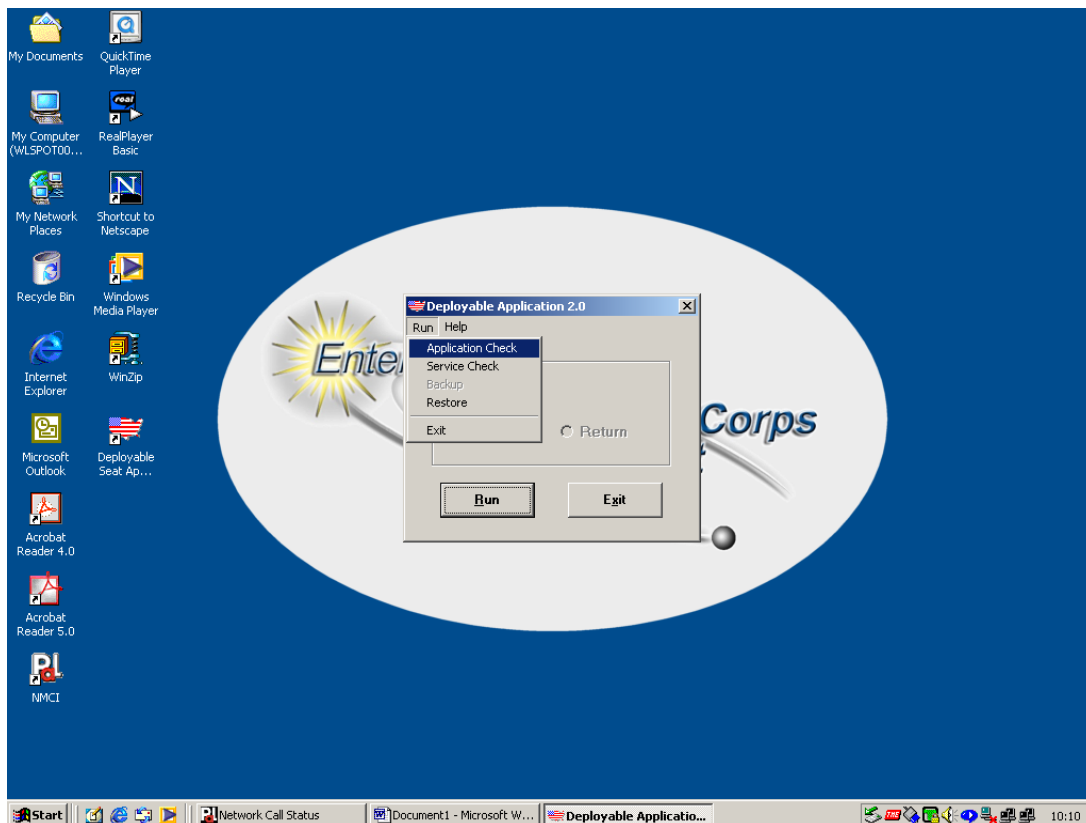 My Documents
QuickTime
Player
My Computer
(WLSPOT00...
real
RealPlayer
Basic
My Network
Places
N
Shortcut to
Netscape
Recycle Bin
Windows
Media Player
Internet
Explorer
WinZip
Microsoft
Outlook
Deployable
Seat Ap...
Acrobat
Reader 4.0
Acrobat
Reader 5.0
NMCI
Enter
Corps
Deployable Application 2.0
Run Help
Application Check
Service Check
Backup
Restore
Exit
Return
Run
Exit
Start
Network Call Status
Document1 - Microsoft W...
Deployable Applicatio...
10:10